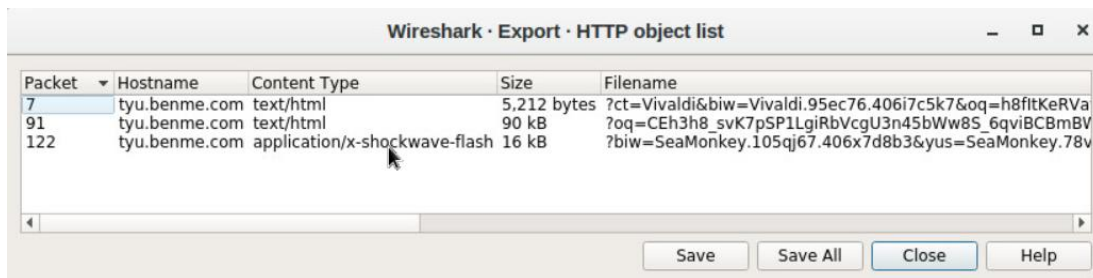 Wireshark · Export · HTTP object list
Packet Hostname Content Type Size Filename
7 tyu.benme.com text/html 5,212 bytes ?ct=Vivaldi&biw=Vivaldi.95ec76.406i7c5k7&oq=h8fItKeRVa
91 tyu.benme.com text/html 90 kB ?oq=CEh3h8_svK7pSP1LgiRbVcgU3n45bWw8S_6qviBCmBW
122 tyu.benme.com application/x-shockwave-flash 16 kB ?biw=SeaMonkey.105qj67.406x7d8b3&yus=SeaMonkey.78v
Save Save All Close Help